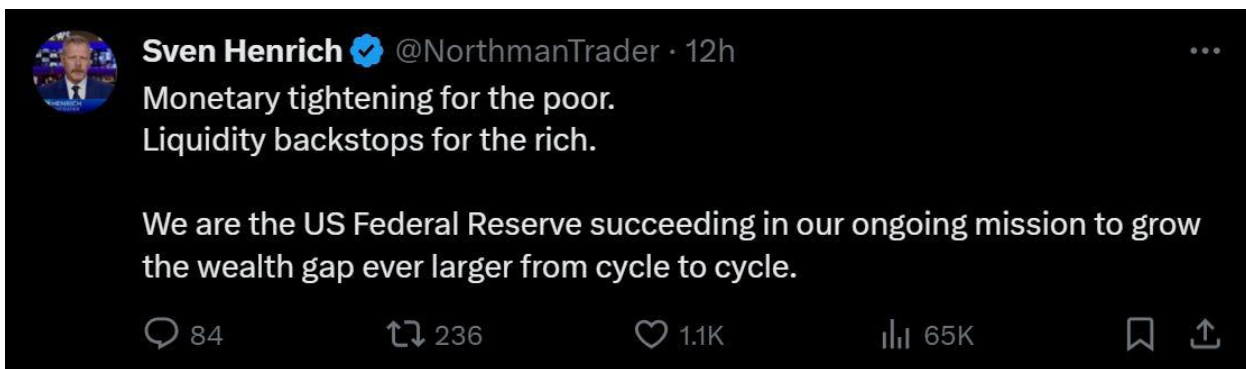 Sven Henrich @NorthmanTrader · 12h
Monetary tightening for the poor.
Liquidity backstops for the rich.
We are the US Federal Reserve succeeding in our ongoing mission to grow
the wealth gap ever larger from cycle to cycle.
84 236 1.1K 65K